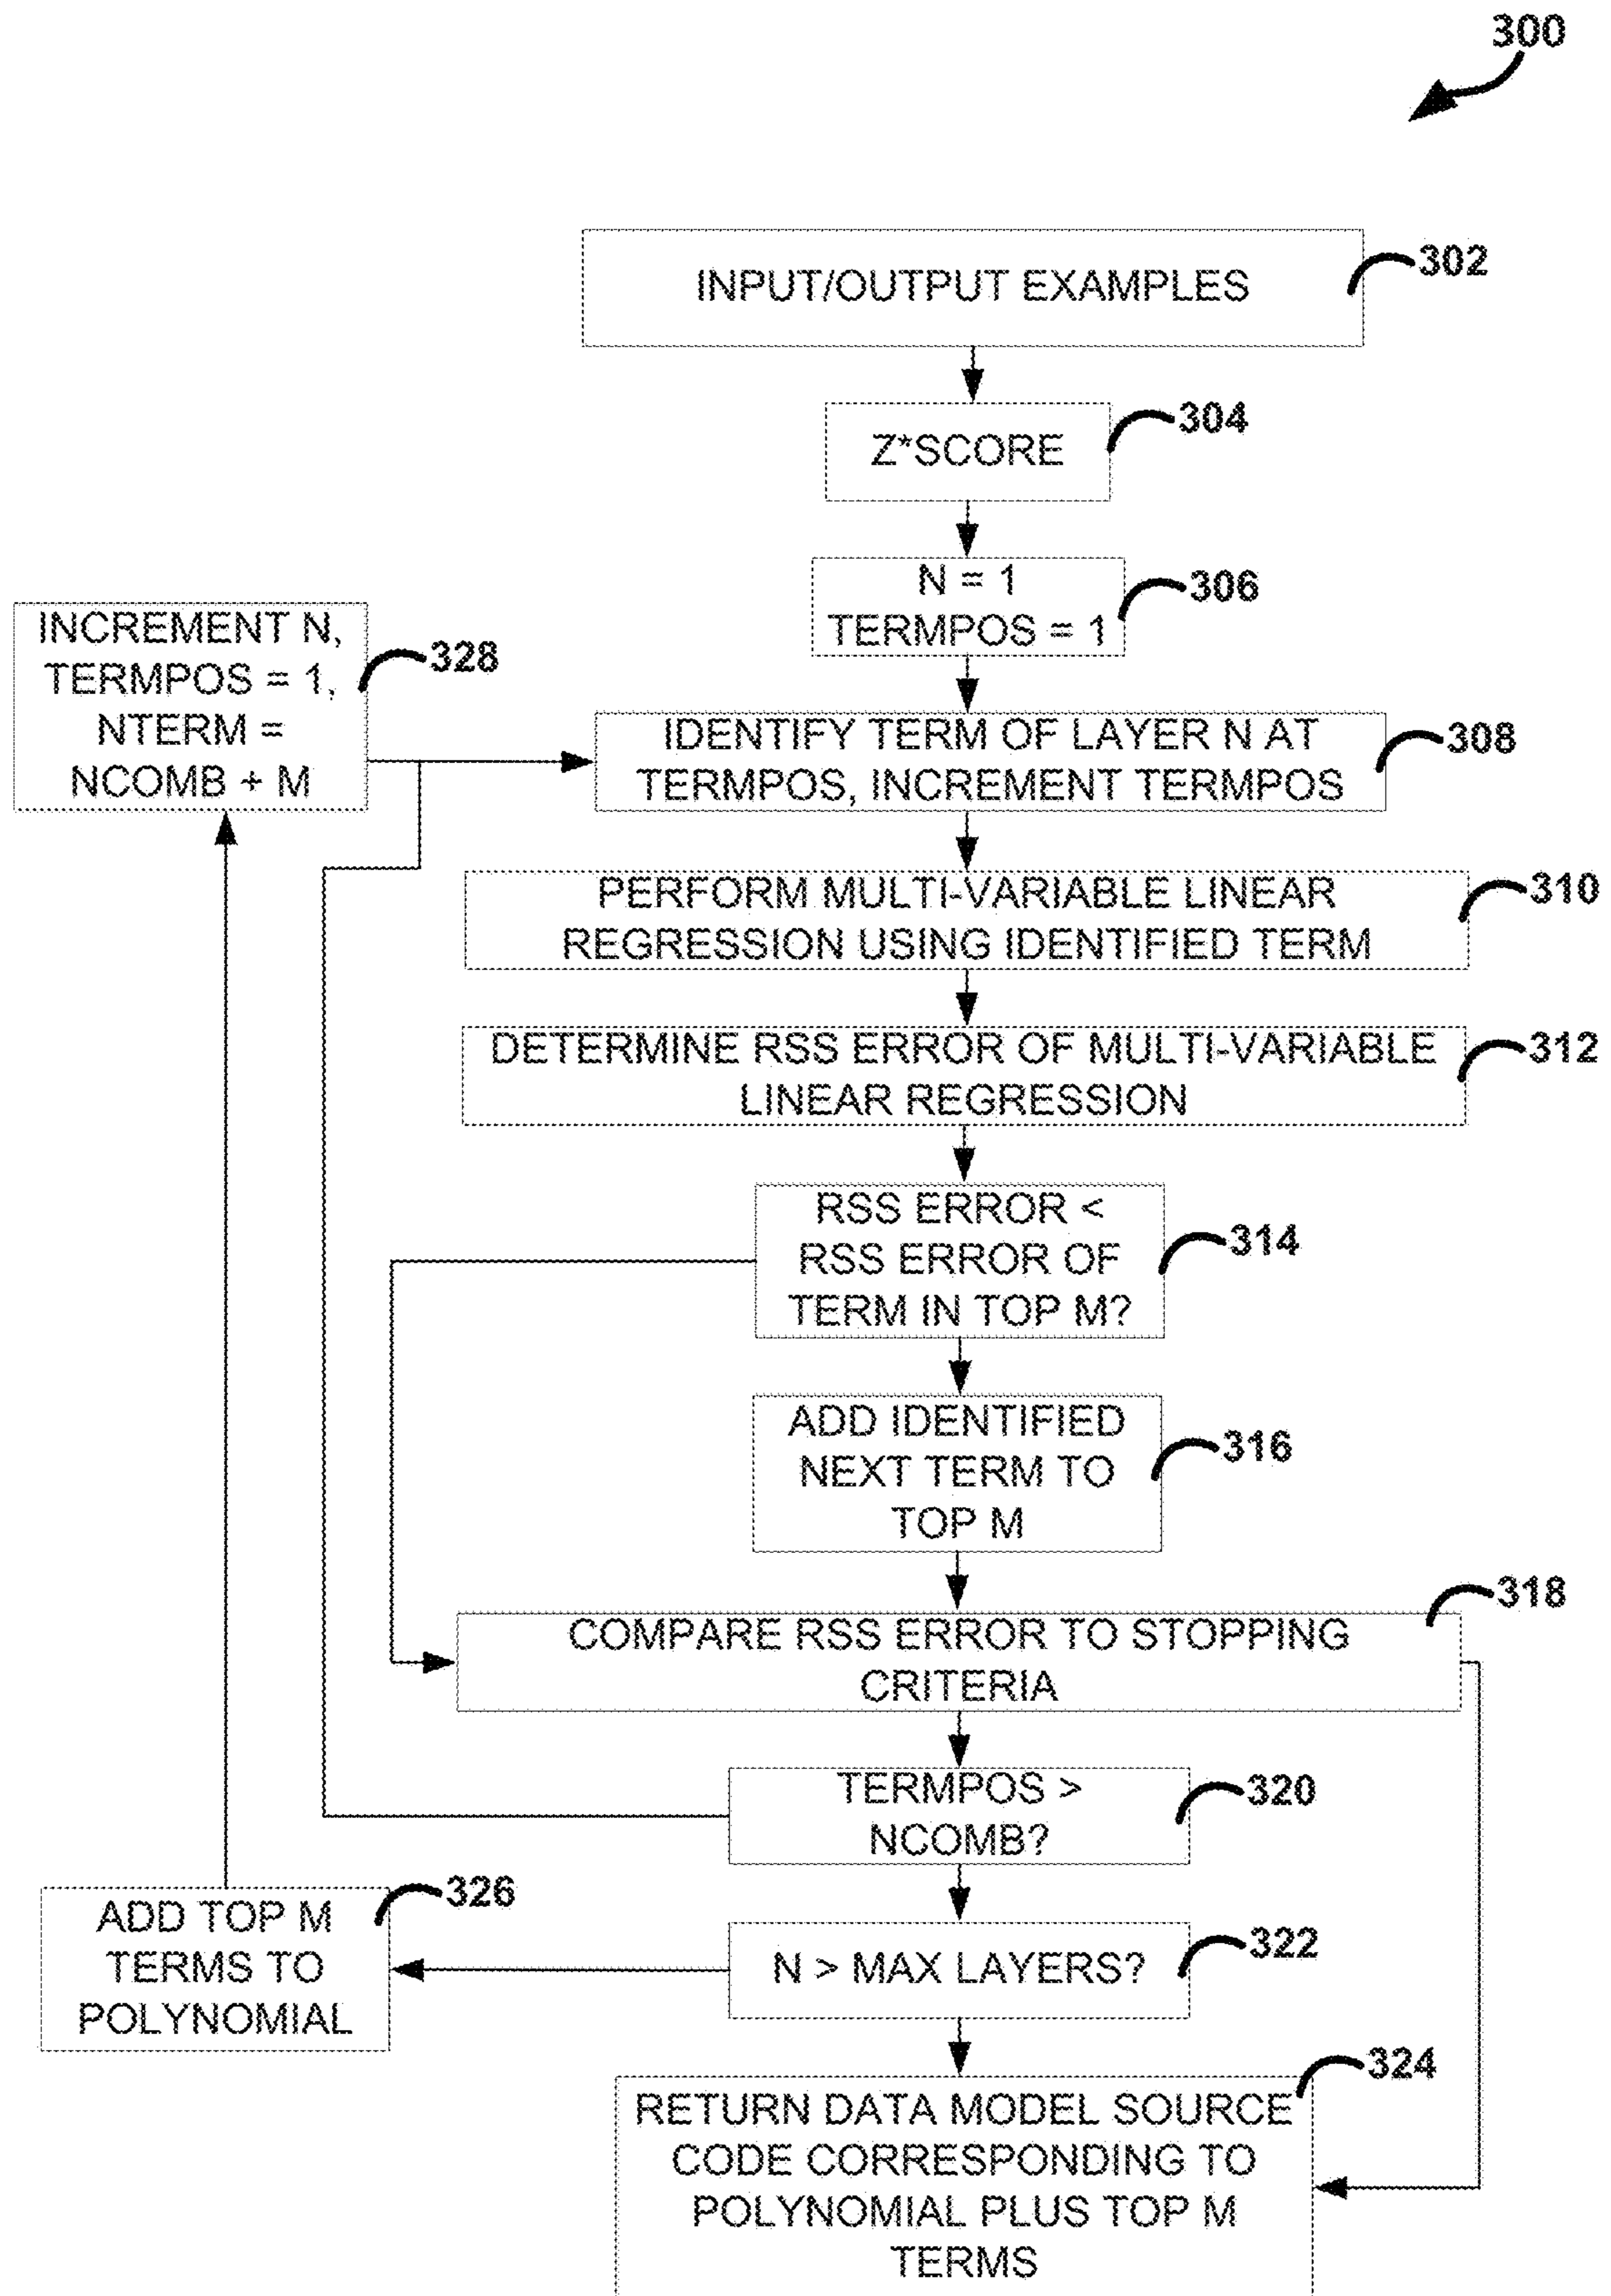 300
INPUT/OUTPUT EXAMPLES
302
Z*SCORE
304
N = 1
TERMPOS = 1
306
INCREMENT N,
TERMPOS = 1,
NTERM =
NCOMB + M
328
IDENTIFY TERM OF LAYER N AT
TERMPOS, INCREMENT TERMPOS
308
PERFORM MULTI-VARIABLE LINEAR
REGRESSION USING IDENTIFIED TERM
310
DETERMINE RSS ERROR OF MULTI-VARIABLE
LINEAR REGRESSION
312
RSS ERROR <
RSS ERROR OF
TERM IN TOP M?
314
ADD IDENTIFIED
NEXT TERM TO
TOP M
316
COMPARE RSS ERROR TO STOPPING
CRITERIA
318
TERMPOS >
NCOMB?
320
ADD TOP M
TERMS TO
POLYNOMIAL
326
N > MAX LAYERS?
322
RETURN DATA MODEL SOURCE
CODE CORRESPONDING TO
POLYNOMIAL PLUS TOP M
TERMS
324